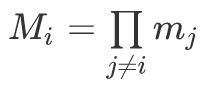 $M_i = \prod_{j \neq i} m_j$